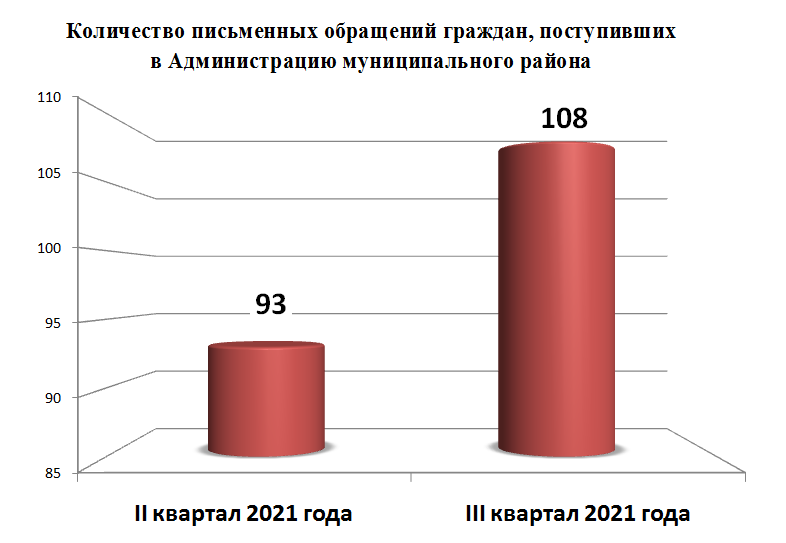 Количество письменных обращений граждан, поступивших
в Администрацию муниципального района
110
105
100
95
90
85
93
108
II квартал 2021 года
III квартал 2021 года